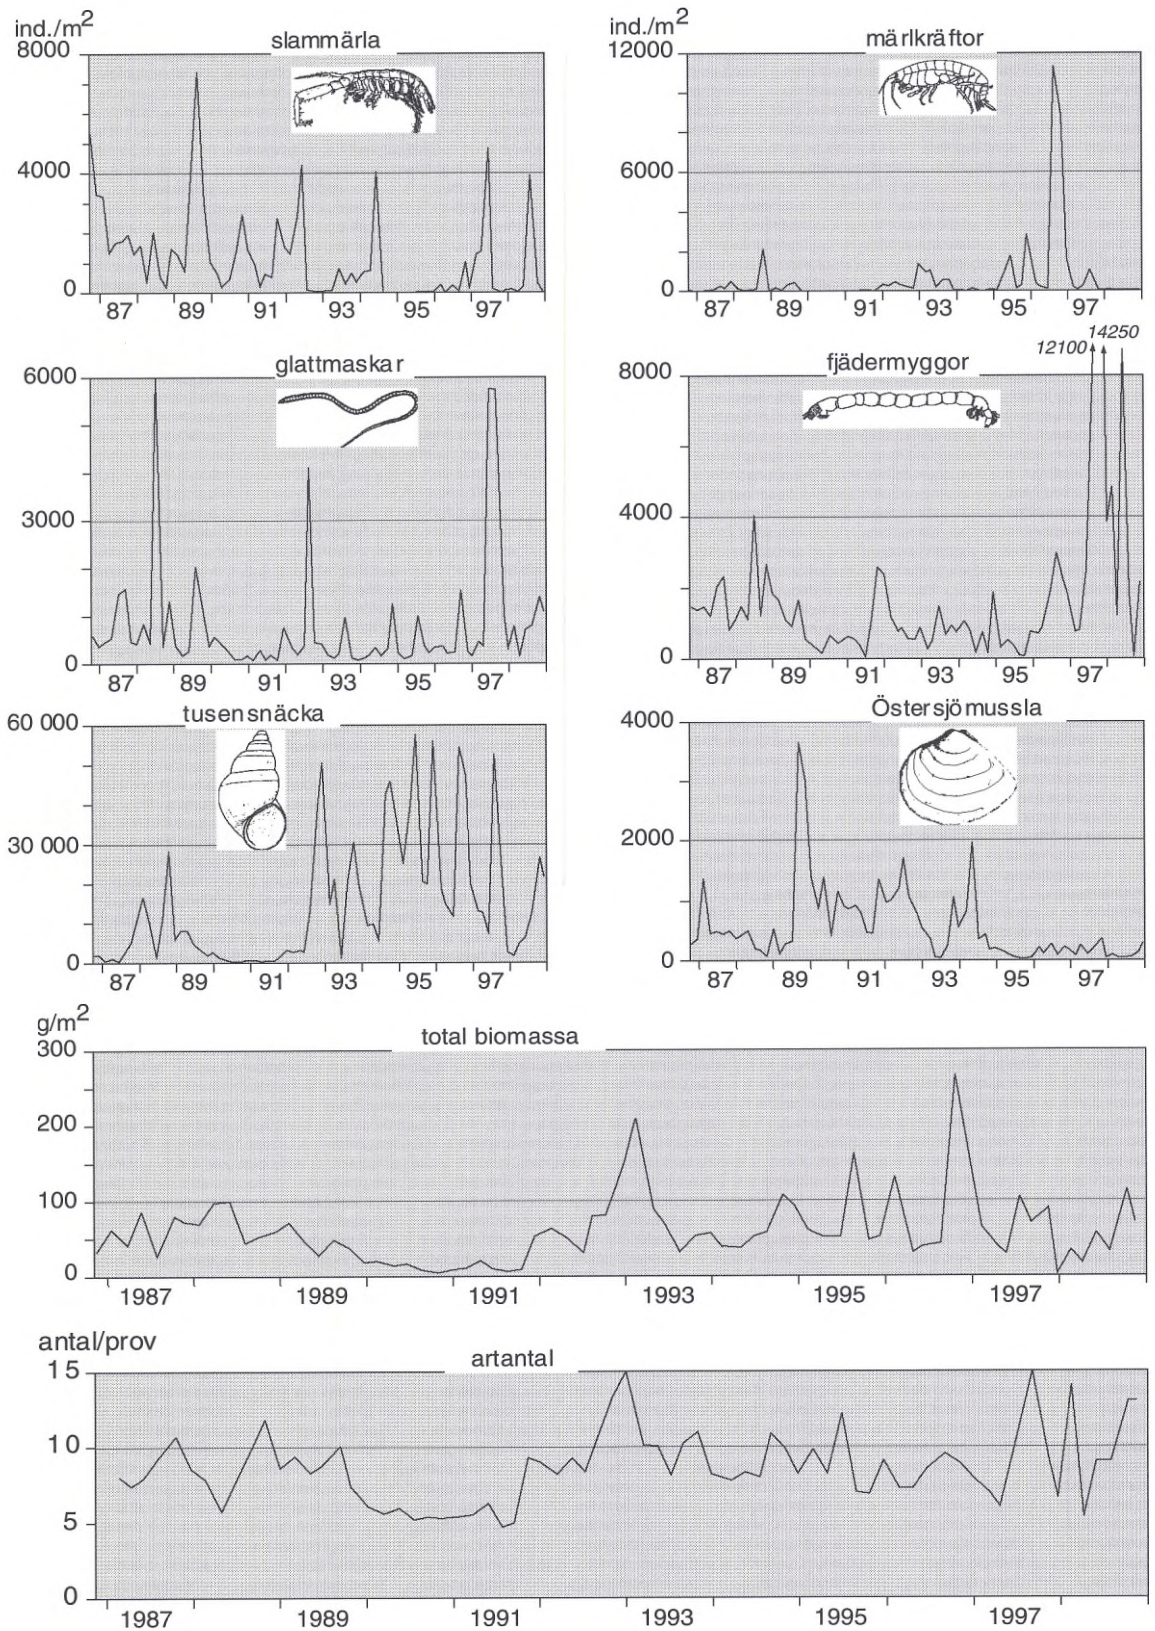 ind./m²
slammärla
8000
4000
0
87 89 91 93 95 97
ind./m²
märlkräftor
12000
6000
0
87 89 91 93 95 97
glattmaskar
6000
3000
0
87 89 91 93 95 97
12100
14250
fjädermyggor
8000
4000
0
87 89 91 93 95 97
tusensnäcka
60 000
30 000
0
87 89 91 93 95 97
Östersjömussla
4000
2000
0
87 89 91 93 95 97
g/m²
total biomassa
300
200
100
0
1987 1989 1991 1993 1995 1997
antal/prov
artantal
15
10
5
0
1987 1989 1991 1993 1995 1997